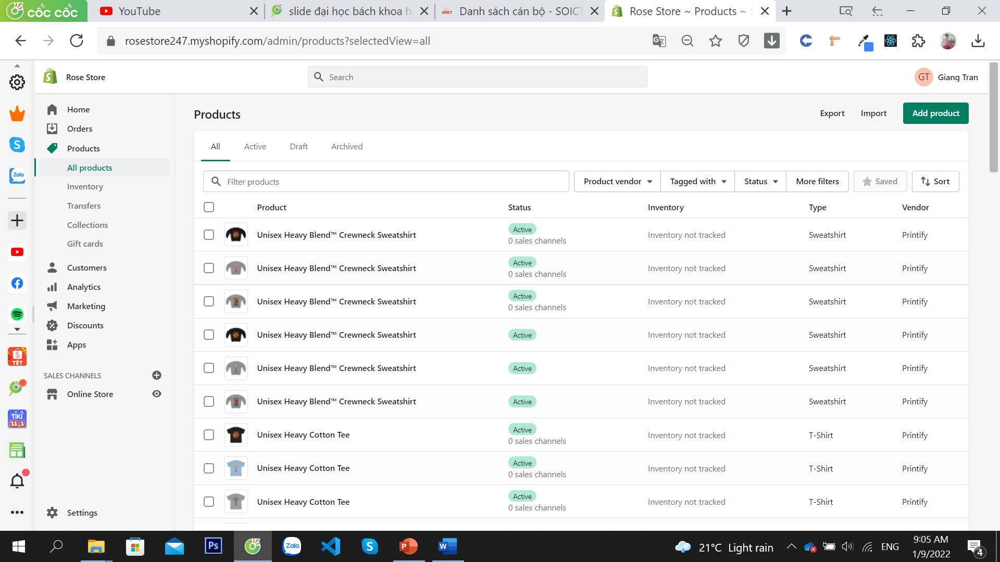 cốc cốc
YouTube
slide đại học bách khoa h
SOICT
Danh sách cán bộ - SOICT
Rose Store ~ Products ~ S
rosestore247.myshopify.com/admin/products?selectedView=all
Rose Store
Search
GT
Giang Tran
Home
Orders
Products
All products
Inventory
Transfers
Collections
Gift cards
Customers
Analytics
Marketing
Discounts
Apps
SALES CHANNELS
Online Store
Settings
Zalo
TẾT
TIKI
11.1
Products
Export
Import
Add product
All
Active
Draft
Archived
Filter products
Product vendor
Tagged with
Status
More filters
Saved
Sort
Product Status Inventory Type Vendor
Unisex Heavy Blend™ Crewneck Sweatshirt Active Inventory not tracked Sweatshirt Printify
0 sales channels
Unisex Heavy Blend™ Crewneck Sweatshirt Active Inventory not tracked Sweatshirt Printify
0 sales channels
Unisex Heavy Blend™ Crewneck Sweatshirt Active Inventory not tracked Sweatshirt Printify
0 sales channels
Unisex Heavy Blend™ Crewneck Sweatshirt Active Inventory not tracked Sweatshirt Printify
Unisex Heavy Blend™ Crewneck Sweatshirt Active Inventory not tracked Sweatshirt Printify
Unisex Heavy Blend™ Crewneck Sweatshirt Active Inventory not tracked Sweatshirt Printify
Unisex Heavy Cotton Tee Active Inventory not tracked T-Shirt Printify
0 sales channels
Unisex Heavy Cotton Tee Active Inventory not tracked T-Shirt Printify
0 sales channels
Unisex Heavy Cotton Tee Active Inventory not tracked T-Shirt Printify
0 sales channels
Ps
Zalo
S
P
W
21°C Light rain
ENG
9:05 AM
1/9/2022
4